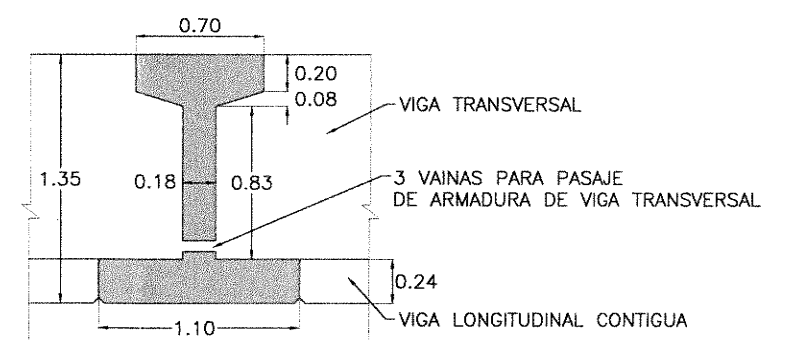 0.70
0.20
0.08
VIGA TRANSVERSAL
1.35
0.18
0.83
3 VAINAS PARA PASAJE
DE ARMADURA DE VIGA TRANSVERSAL
0.24
1.10
VIGA LONGITUDINAL CONTIGUA